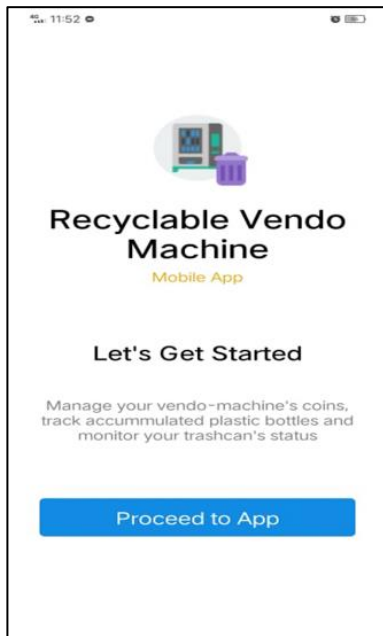 11:52
Recyclable Vendo
Machine
Mobile App
Let's Get Started
Manage your vendo-machine's coins,
track accummulated plastic bottles and
monitor your trashcan's status
Proceed to App